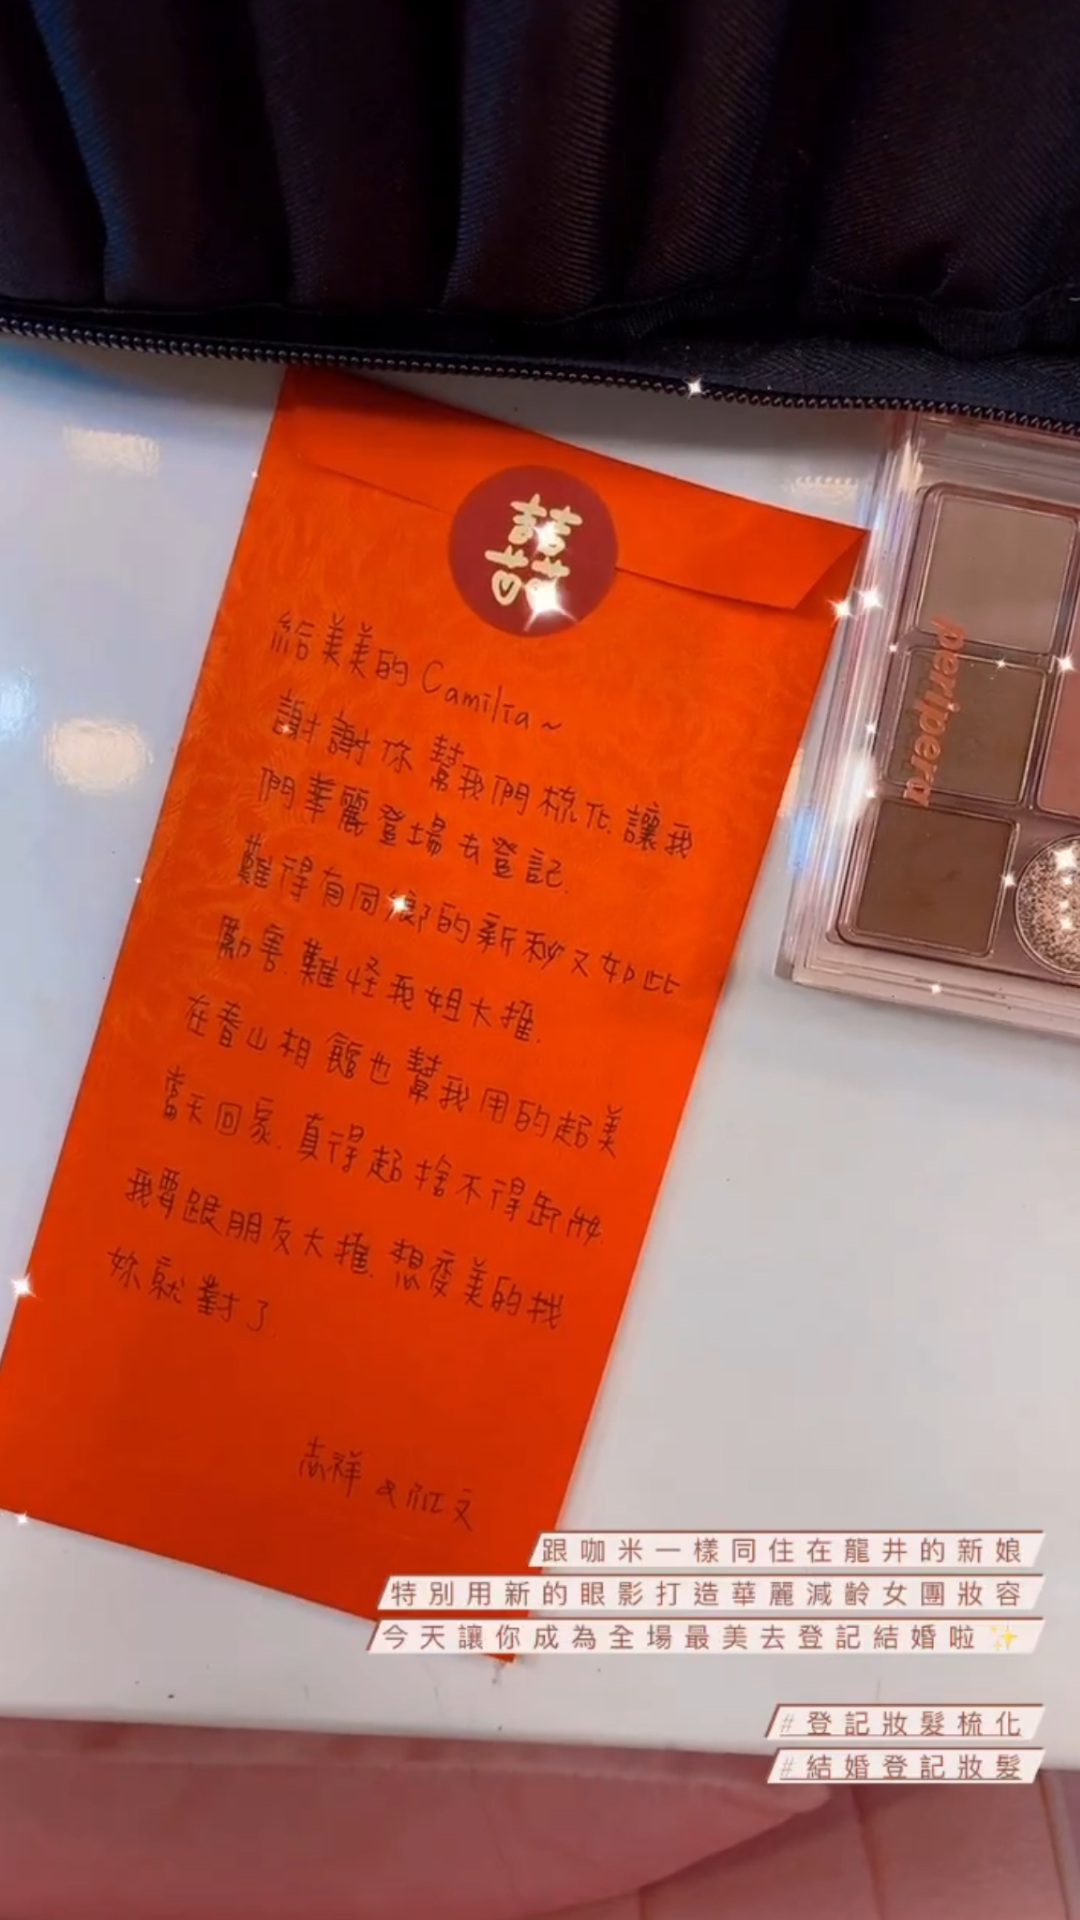 囍
給美美的 Camilia~
謝謝你 幫我們梳化.讓我
們華麗登場去登記.
難得有同鄉的新秘又如此
厲害.難怪我姐大推.
在春山相館也幫我用的超美
當天回家.真得超捨不得卸妝.
我要跟朋友大推.想變美的找
妳就對了
志祥 &
文
peripera
跟咖米一樣同住在龍井的新娘
特別用新的眼影打造華麗減齡女團妝容
今天讓你成為全場最美去登記結婚啦✨
#登記妝髮梳化
#結婚登記妝髮